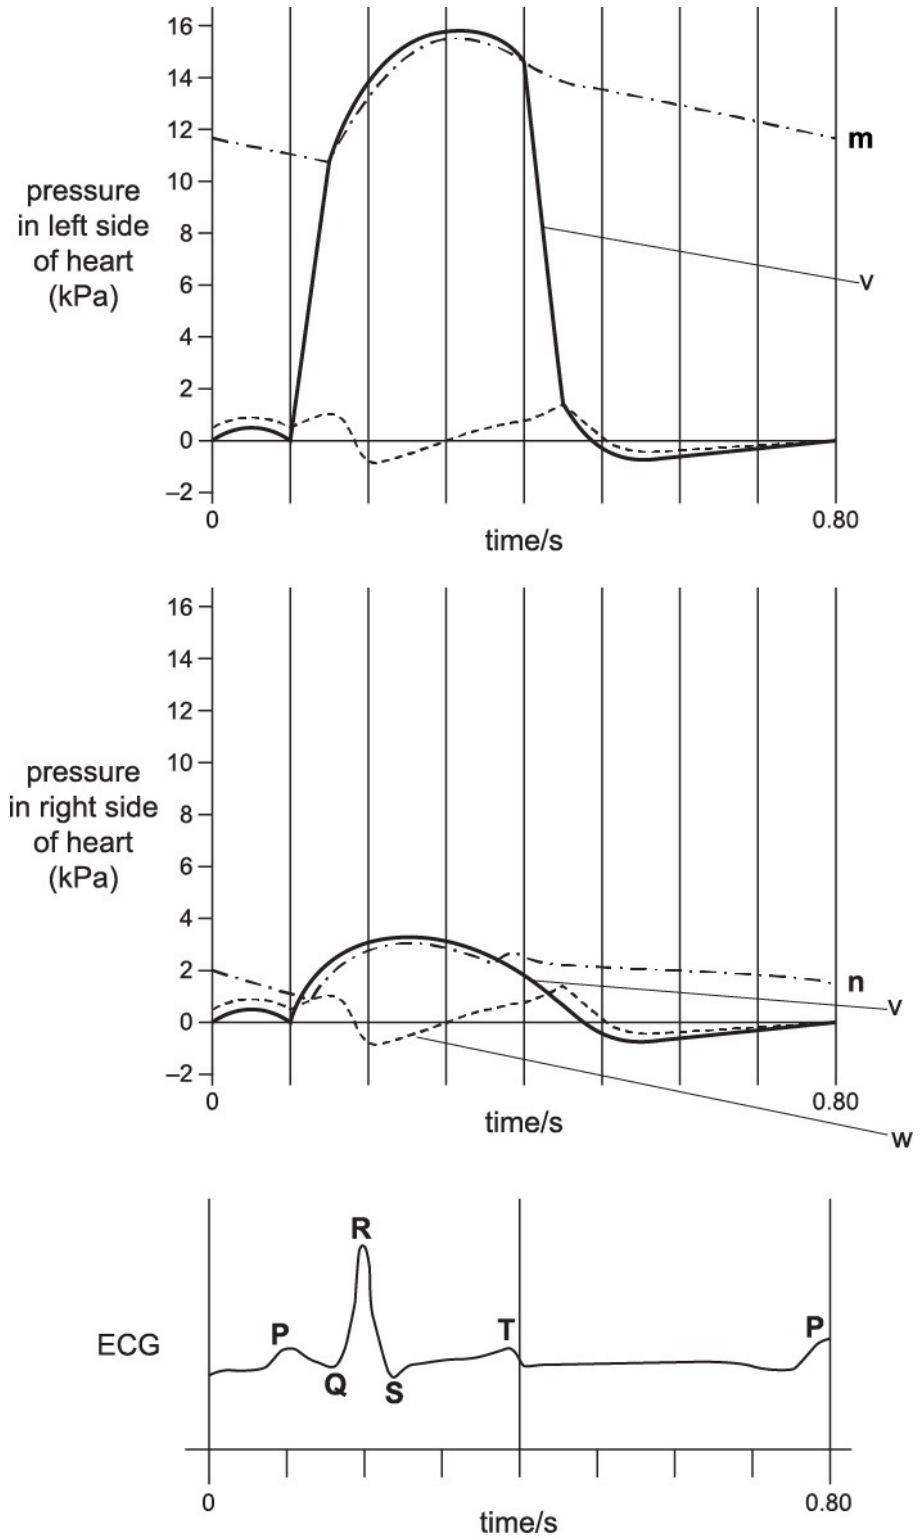 16
14
12
m
10
pressure
in left side
of heart
(kPa)
8
6
v
4
2
0
–2
0
0.80
time/s
16
14
12
10
pressure
in right side
of heart
(kPa)
8
6
4
2
n
v
0
–2
0
0.80
time/s
w
R
P
T
P
ECG
Q
S
0
0.80
time/s